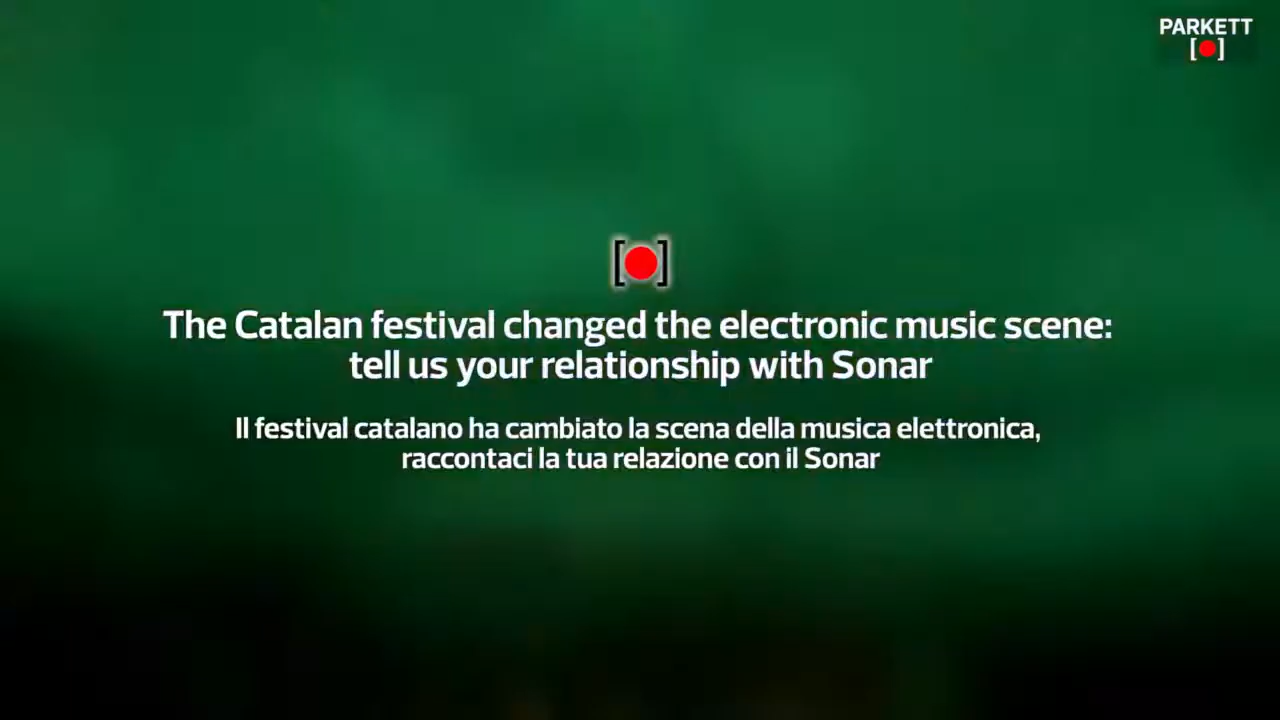 PARKETT
[●]
[●]
The Catalan festival changed the electronic music scene:
tell us your relationship with Sonar
Il festival catalano ha cambiato la scena della musica elettronica,
raccontaci la tua relazione con il Sonar